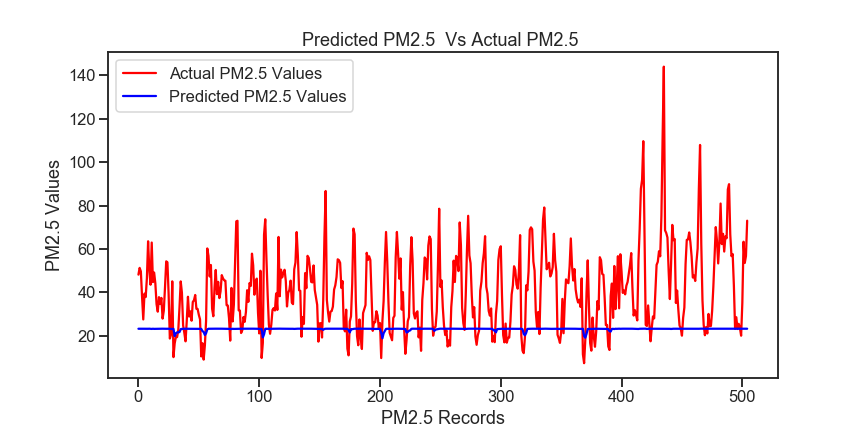 Predicted PM2.5  Vs Actual PM2.5
Actual PM2.5 Values
Predicted PM2.5 Values
PM2.5 Values
140
120
100
80
60
40
20
0
100
200
300
400
500
PM2.5 Records